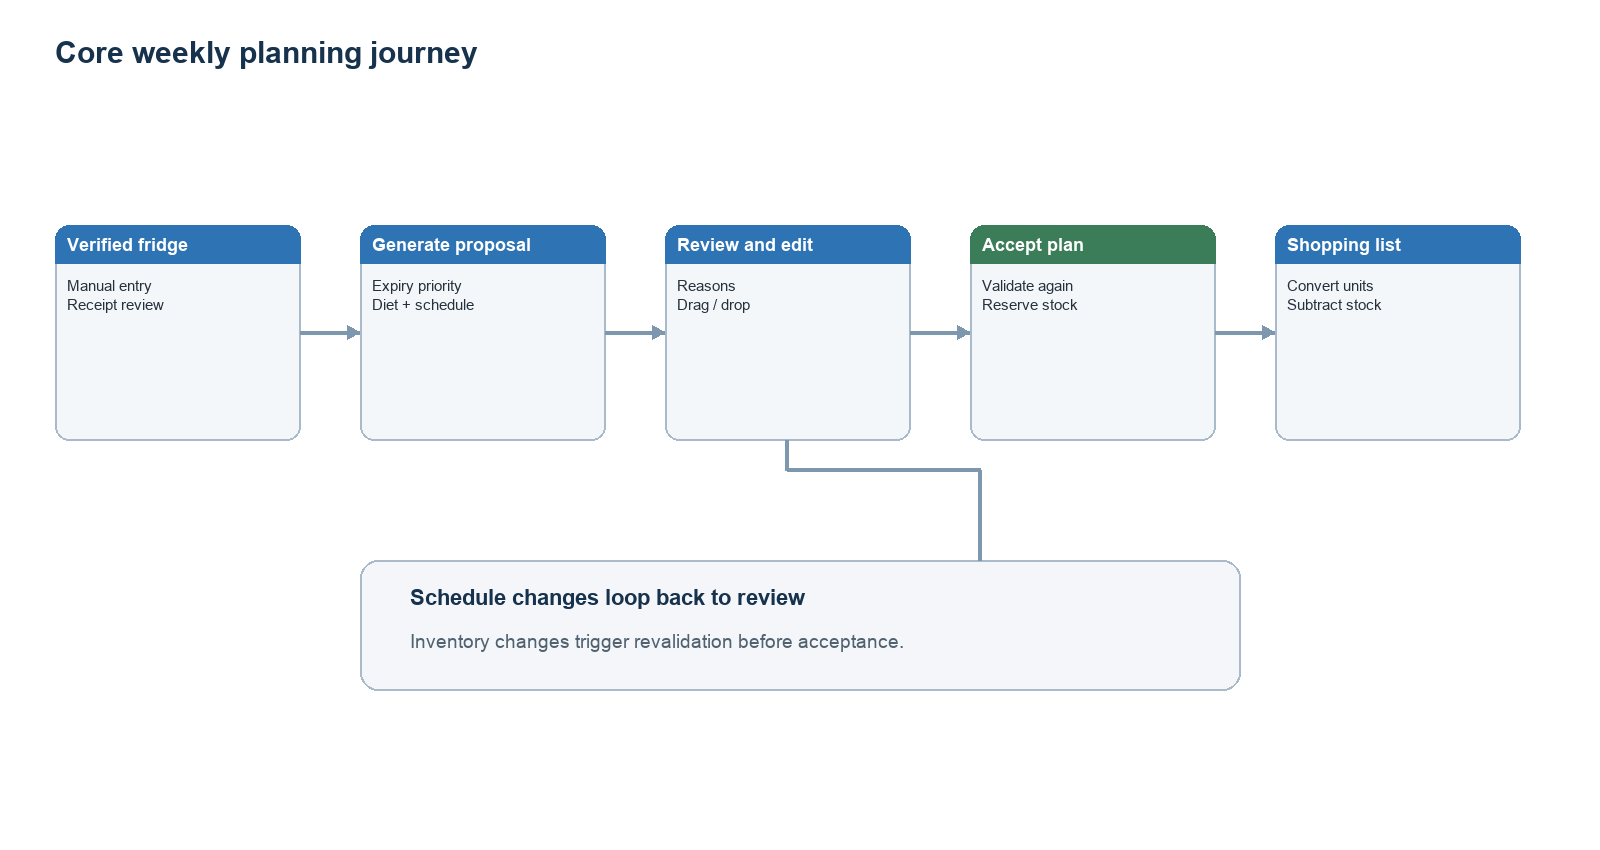 Core weekly planning journey
Verified fridge
Manual entry
Receipt review
Generate proposal
Expiry priority
Diet + schedule
Review and edit
Reasons
Drag / drop
Accept plan
Validate again
Reserve stock
Shopping list
Convert units
Subtract stock
Schedule changes loop back to review
Inventory changes trigger revalidation before acceptance.